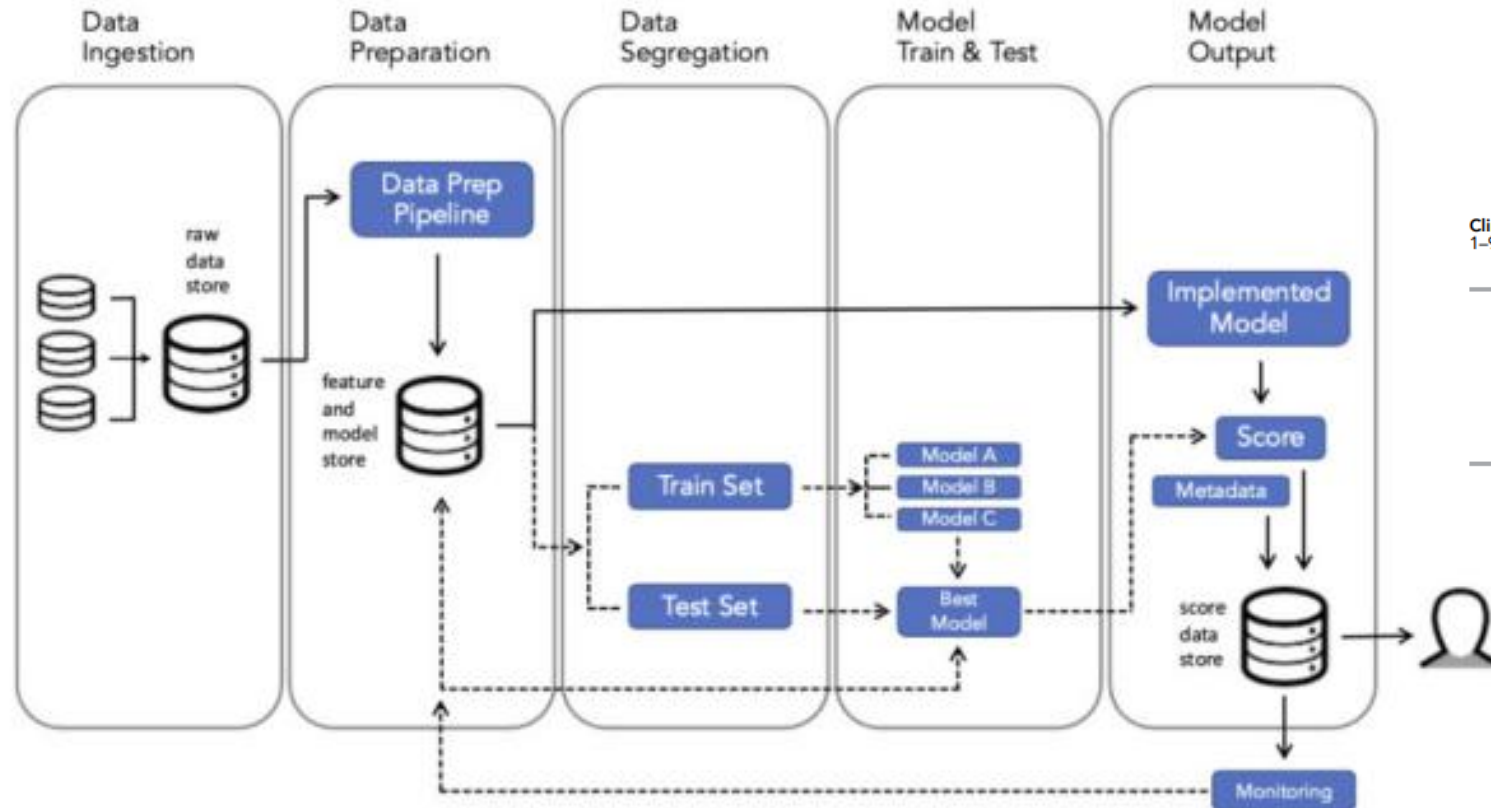 Data
Ingestion
Data
Preparation
Data
Segregation
Model
Train & Test
Model
Output
raw
data
store
Data Prep
Pipeline
feature
and
model
store
Train Set
Test Set
Model A
Model B
Model C
Best
Model
Implemented
Model
Score
Metadata
score
data
store
Monitoring